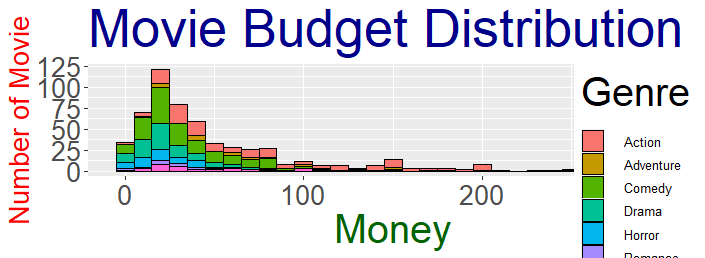 Movie Budget Distribution
Number of Movie
125
100
75
50
25
0
0 100 200
Money
Genre
Action
Adventure
Comedy
Drama
Horror
Romance